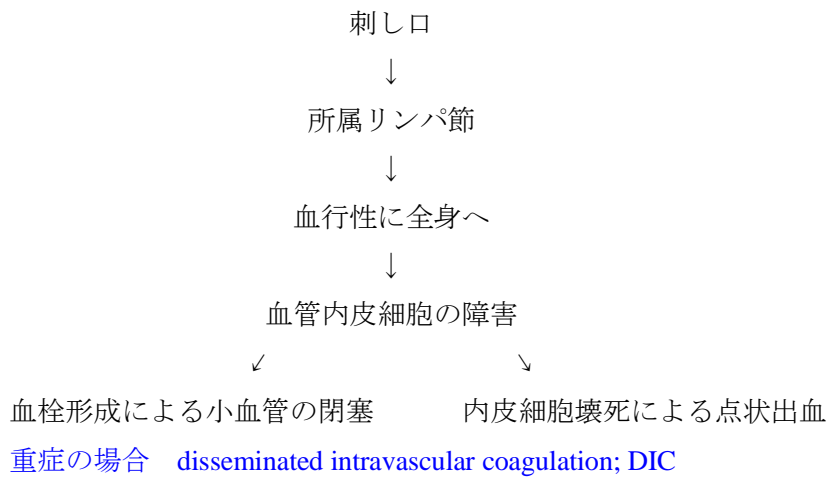 刺し口
↓
所属リンパ節
↓
血行性に全身へ
↓
血管内皮細胞の障害
↙ ↘
血栓形成による小血管の閉塞 内皮細胞壊死による点状出血
重症の場合 disseminated intravascular coagulation; DIC